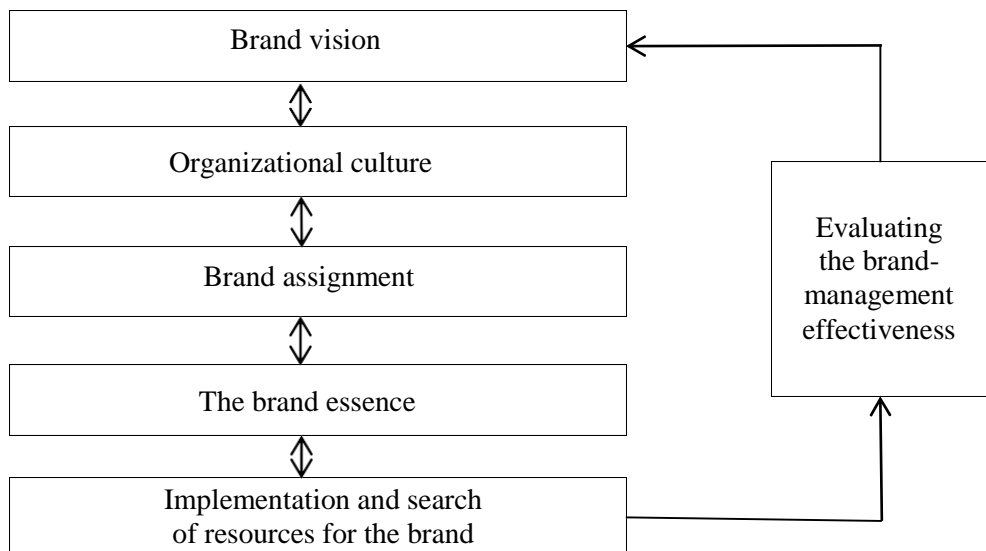 Brand vision
Organizational culture
Brand assignment
The brand essence
Implementation and search
of resources for the brand
Evaluating
the brand-
management
effectiveness